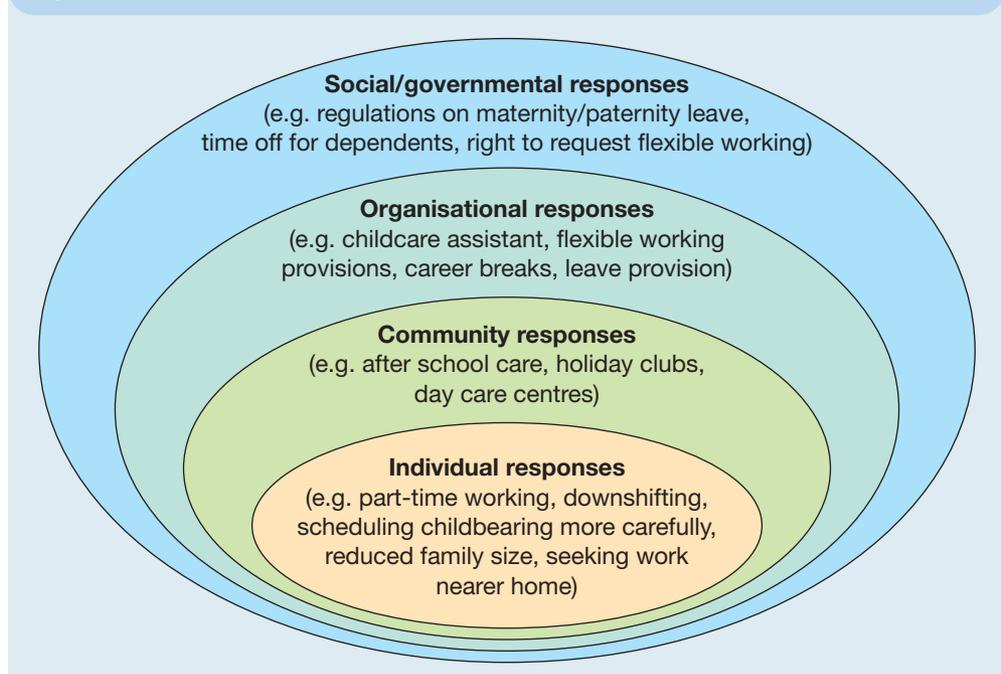 Social/governmental responses
(e.g. regulations on maternity/paternity leave,
time off for dependents, right to request flexible working)
Organisational responses
(e.g. childcare assistant, flexible working
provisions, career breaks, leave provision)
Community responses
(e.g. after school care, holiday clubs,
day care centres)
Individual responses
(e.g. part-time working, downshifting,
scheduling childbearing more carefully,
reduced family size, seeking work
nearer home)